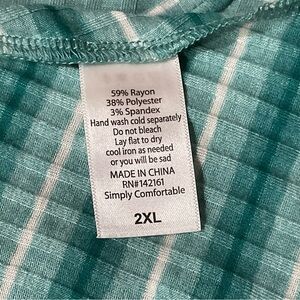 59% Rayon
38% Polyester
3% Spandex
Hand wash cold separately
Do not bleach
Lay flat to dry
cool iron as needed
or you will be sad
MADE IN CHINA
RN#142161
Simply Comfortable
2XL